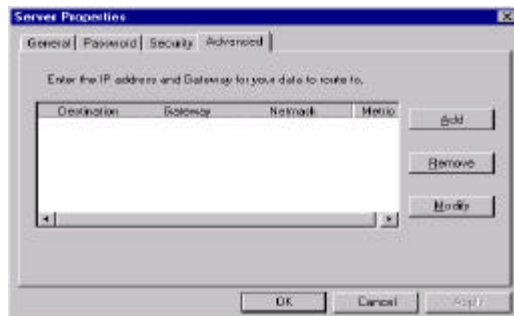 Server Properties
General Password Security Advanced
Enter the IP address and Gateway for your data to route to.
Destination Gateway Netmask Metric
Add
Remove
Modify
OK Cancel Apply